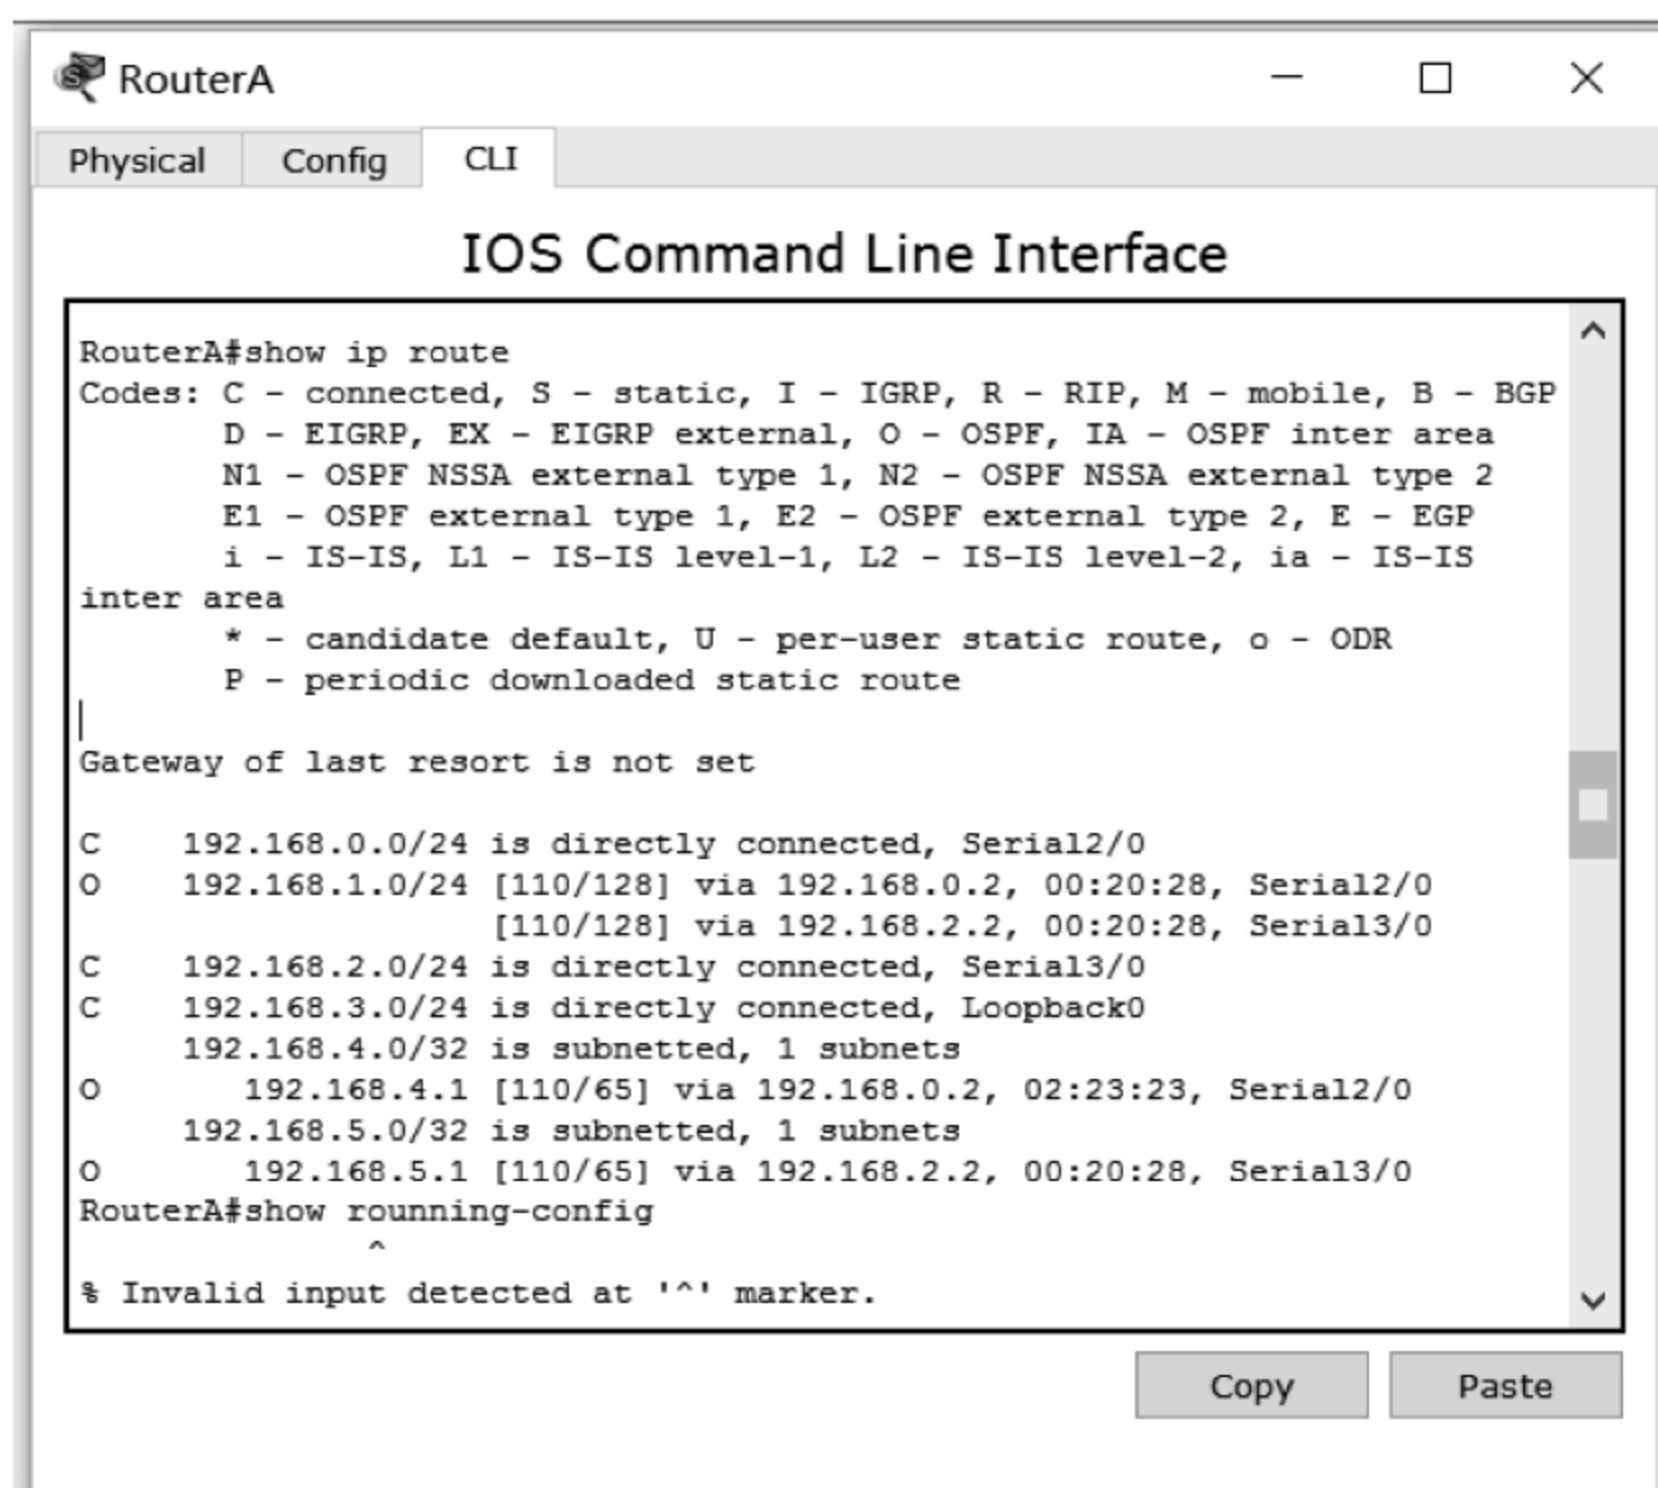 RouterA
Physical Config CLI
IOS Command Line Interface
RouterA#show ip route
Codes: C - connected, S - static, I - IGRP, R - RIP, M - mobile, B - BGP
       D - EIGRP, EX - EIGRP external, O - OSPF, IA - OSPF inter area
       N1 - OSPF NSSA external type 1, N2 - OSPF NSSA external type 2
       E1 - OSPF external type 1, E2 - OSPF external type 2, E - EGP
       i - IS-IS, L1 - IS-IS level-1, L2 - IS-IS level-2, ia - IS-IS
inter area
       * - candidate default, U - per-user static route, o - ODR
       P - periodic downloaded static route
Gateway of last resort is not set
C    192.168.0.0/24 is directly connected, Serial2/0
O    192.168.1.0/24 [110/128] via 192.168.0.2, 00:20:28, Serial2/0
                    [110/128] via 192.168.2.2, 00:20:28, Serial3/0
C    192.168.2.0/24 is directly connected, Serial3/0
C    192.168.3.0/24 is directly connected, Loopback0
     192.168.4.0/32 is subnetted, 1 subnets
O       192.168.4.1 [110/65] via 192.168.0.2, 02:23:23, Serial2/0
     192.168.5.0/32 is subnetted, 1 subnets
O       192.168.5.1 [110/65] via 192.168.2.2, 00:20:28, Serial3/0
RouterA#show rounning-config
              ^
% Invalid input detected at '^' marker.
Copy Paste